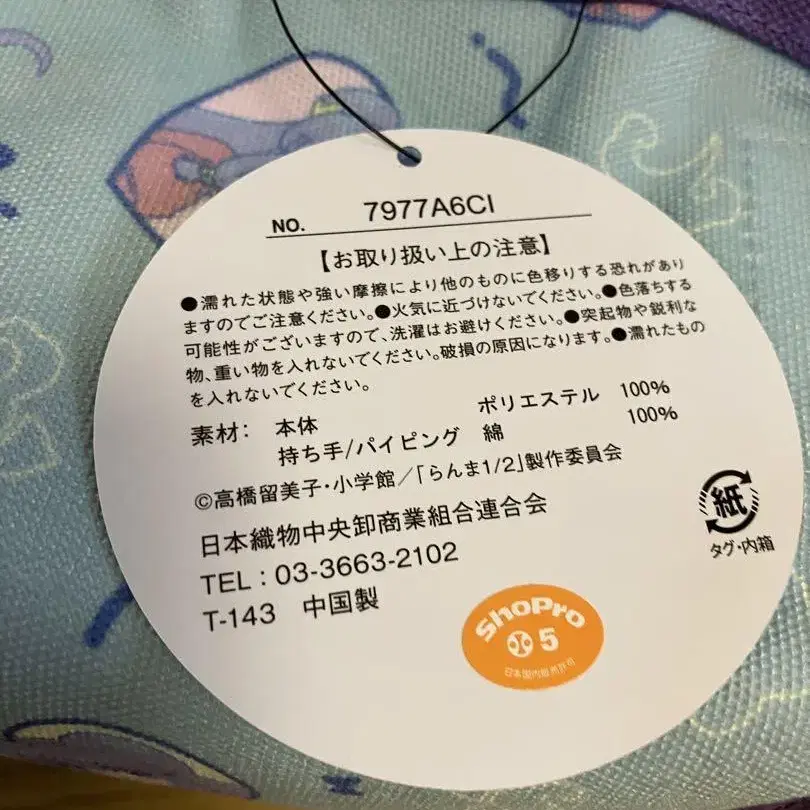 NO. 7977A6CI
【お取り扱い上の注意】
●濡れた状態や強い摩擦により他のものに色移りする恐れがあり
ますのでご注意ください。●火気に近づけないでください。●色落ちする
可能性がございますので、洗濯はお避けください。●突起物や鋭利な
物、重い物を入れないでください。破損の原因になります。●濡れたもの
を入れないでください。
素材: 本体 ポリエステル 100%
持ち手/パイピング 綿 100%
©高橋留美子・小学館/「らんま1/2」製作委員会
日本織物中央卸商業組合連合会
TEL:03-3663-2102
T-143 中国製
紙
タグ・内箱
ShoPro
5
日本国内販売許可